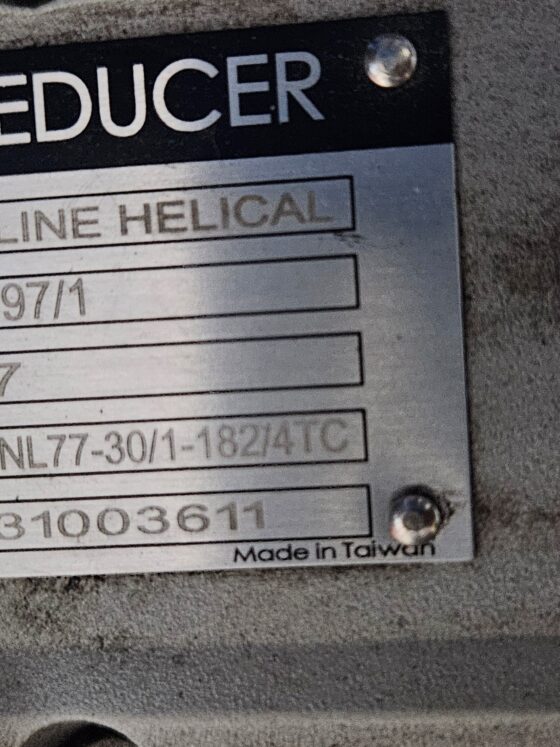 EDUCER
LINE HELICAL
97/1
7
NL77-30/1-182/4TC
31003611
Made in Taiwan